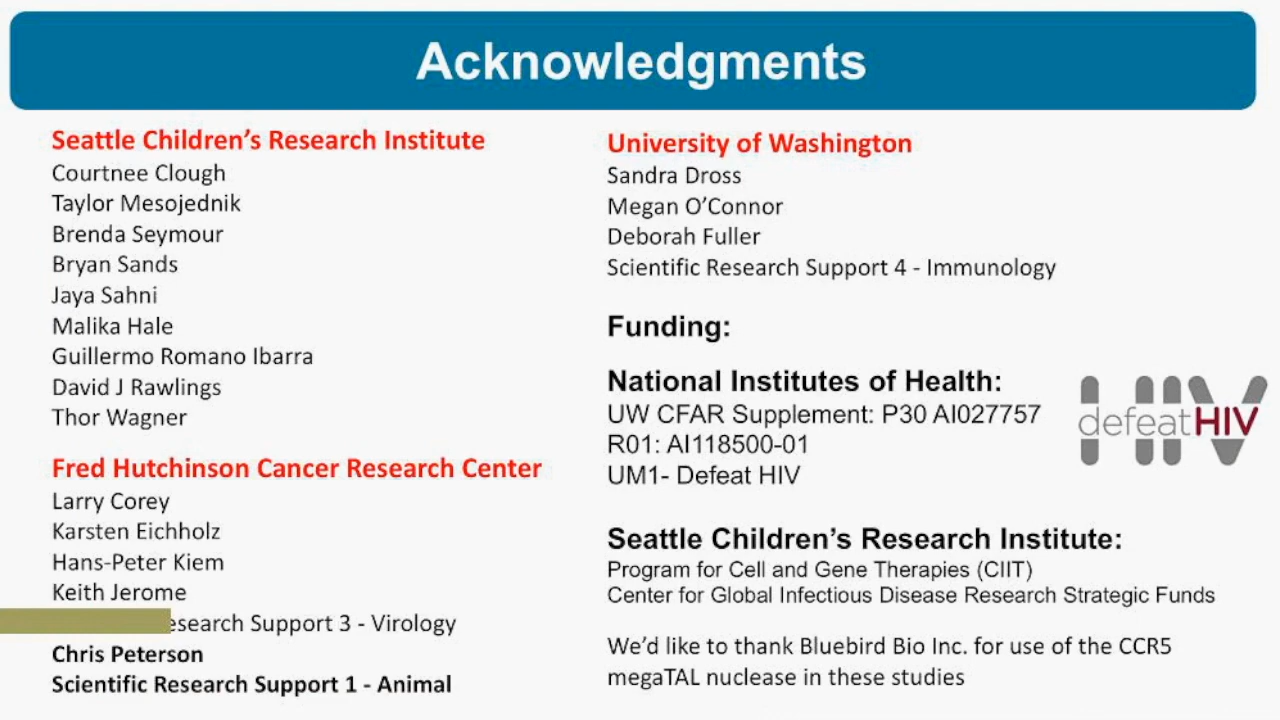 Acknowledgments
Seattle Children’s Research Institute
Courtnee Clough
Taylor Mesojednik
Brenda Seymour
Bryan Sands
Jaya Sahni
Malika Hale
Guillermo Romano Ibarra
David J Rawlings
Thor Wagner
Fred Hutchinson Cancer Research Center
Larry Corey
Karsten Eichholz
Hans-Peter Kiem
Keith Jerome
Support 3 - Virology
Chris Peterson
Scientific Research Support 1 - Animal
University of Washington
Sandra Dross
Megan O’Connor
Deborah Fuller
Scientific Research Support 4 - Immunology
Funding:
National Institutes of Health:
UW CFAR Supplement: P30 AI027757
R01: AI118500-01
UM1- Defeat HIV
HIV
defeatHIV
Seattle Children’s Research Institute:
Program for Cell and Gene Therapies (CIIT)
Center for Global Infectious Disease Research Strategic Funds
We’d like to thank Bluebird Bio Inc. for use of the CCR5
megaTAL nuclease in these studies